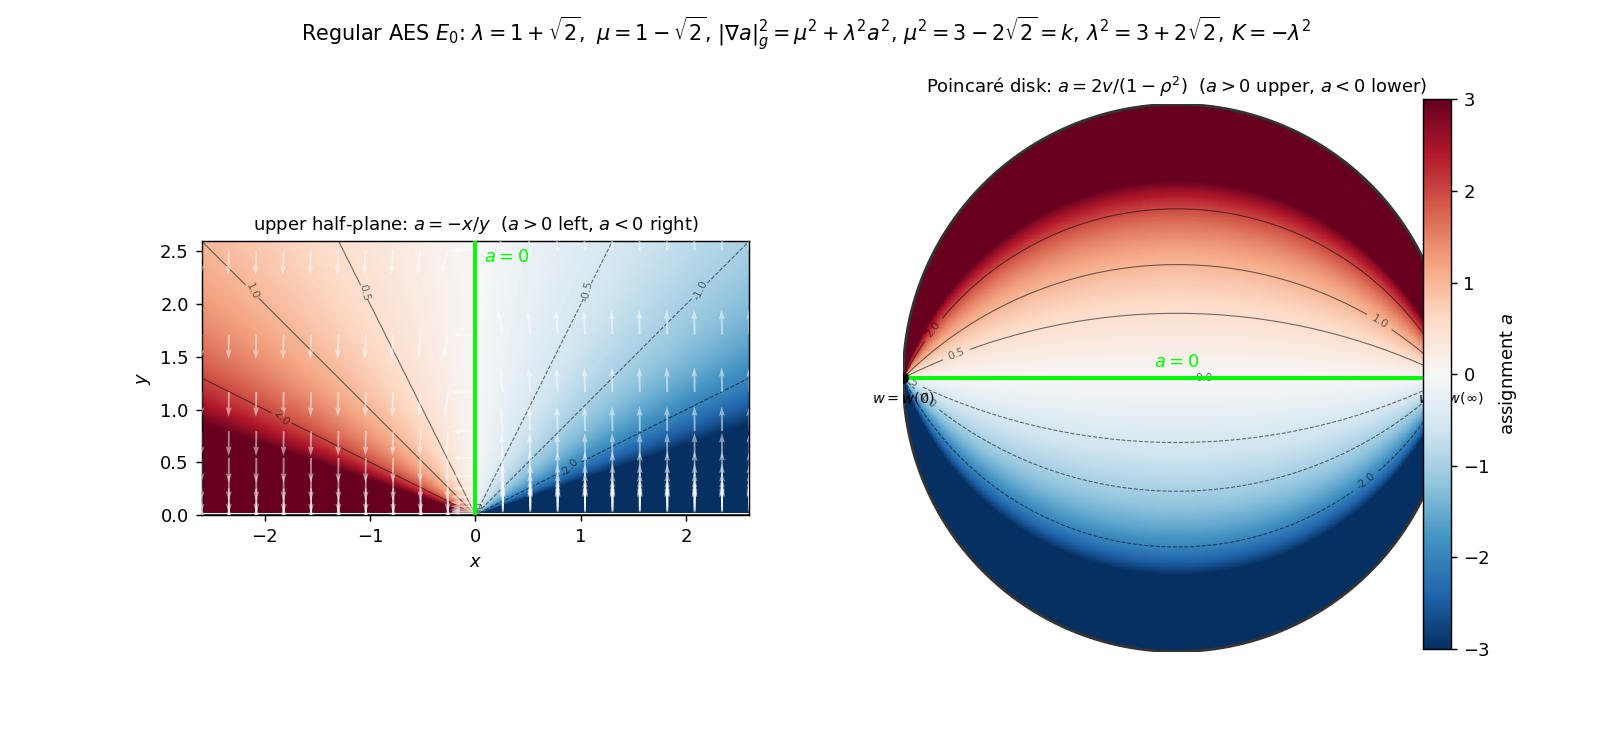 Regular AES E₀: λ = 1 + √2, μ = 1 − √2, |∇a|²_g = μ² + λ²a², μ² = 3 − 2√2 = k, λ² = 3 + 2√2, K = −λ²
Poincaré disk: a = 2v/(1 − ρ²) (a > 0 upper, a < 0 lower)
upper half-plane: a = −x/y (a > 0 left, a < 0 right)
a = 0
1.0
0.5
-0.5
-1.0
2.0
-2.0
2.5
2.0
1.5
1.0
0.5
0.0
y
−2
−1
0
1
2
x
2.0
0.5
1.0
a = 0
0.0
w = w(0)
w(∞)
-2.0
3
2
1
0
−1
−2
−3
assignment a